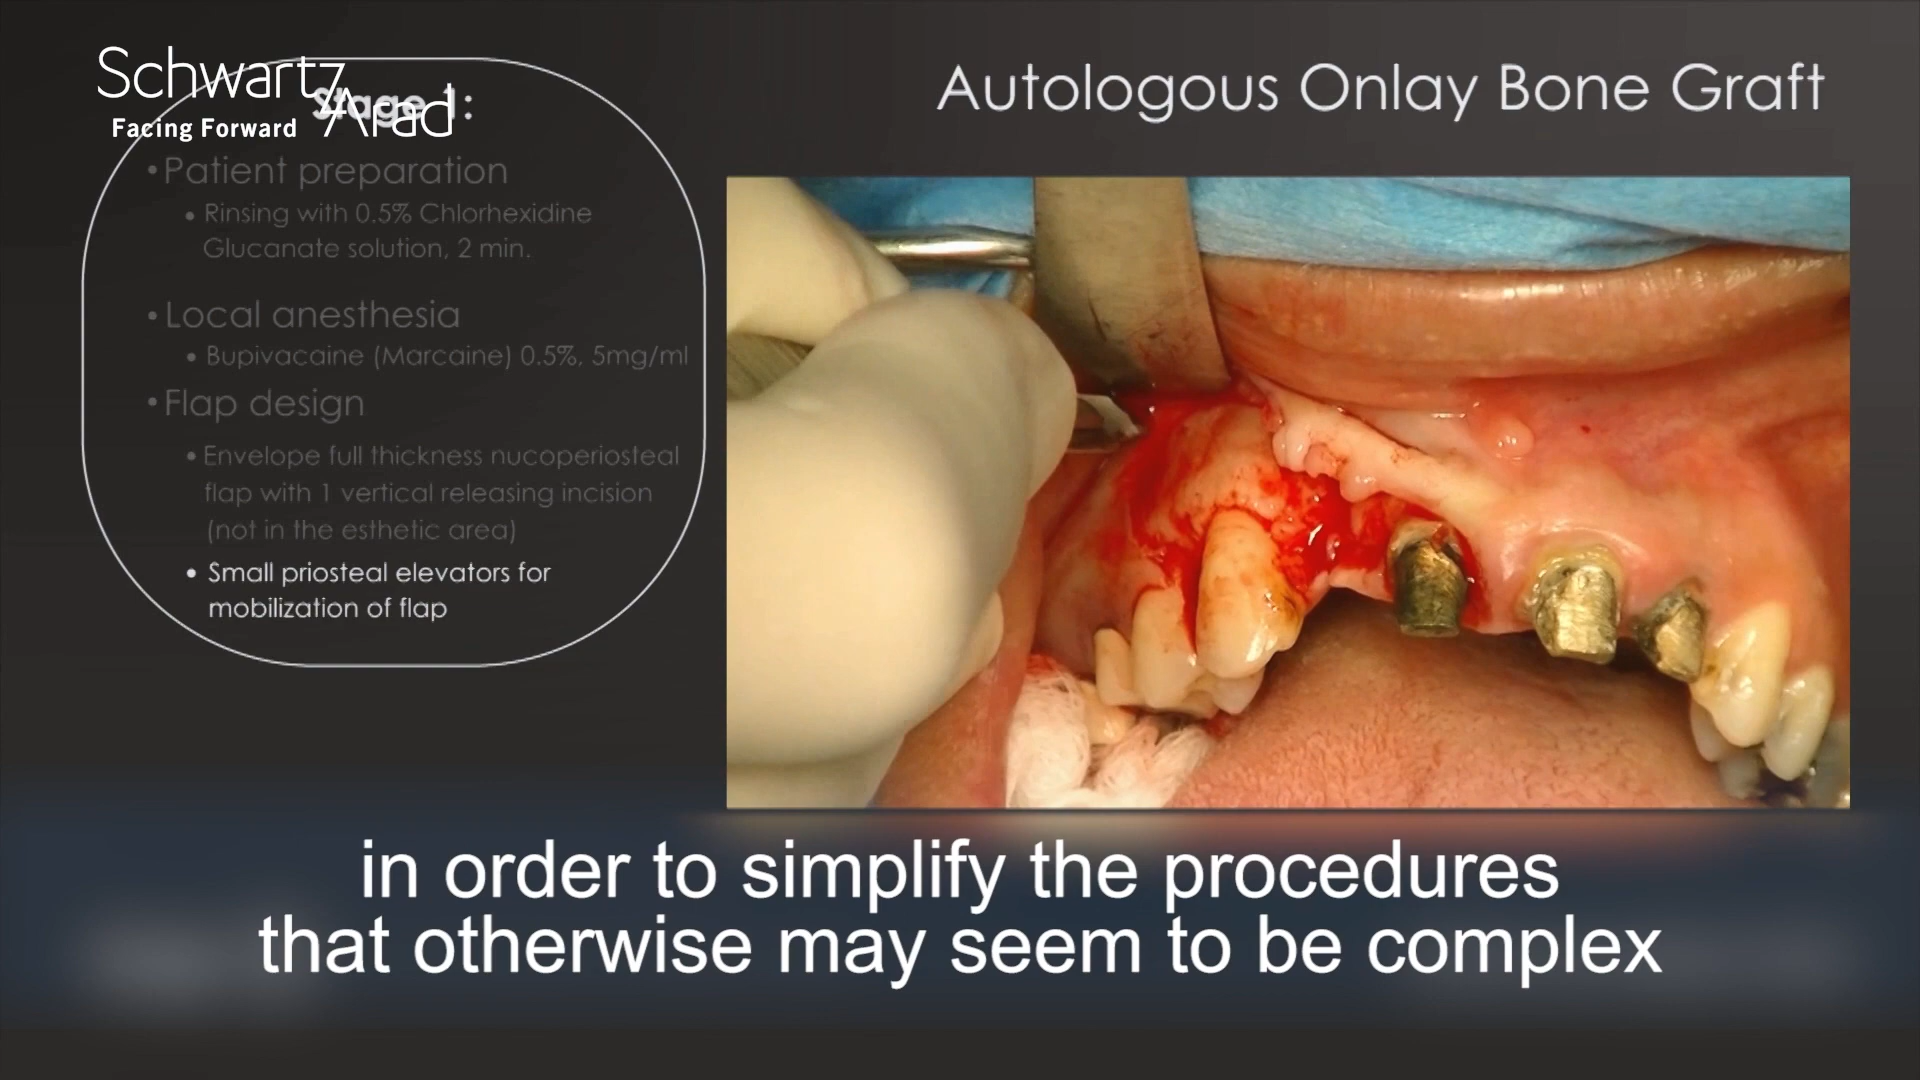 Schwartz
Arad
Facing Forward
Stage 1:
Autologous Onlay Bone Graft
• Patient preparation
• Rinsing with 0.5% Chlorhexidine
Glucanate solution, 2 min.
• Local anesthesia
• Bupivacaine (Marcaine) 0.5%, 5mg/ml
• Flap design
• Envelope full thickness nucoperiosteal
flap with 1 vertical releasing incision
(not in the esthetic area)
• Small priosteal elevators for
mobilization of flap
in order to simplify the procedures
that otherwise may seem to be complex